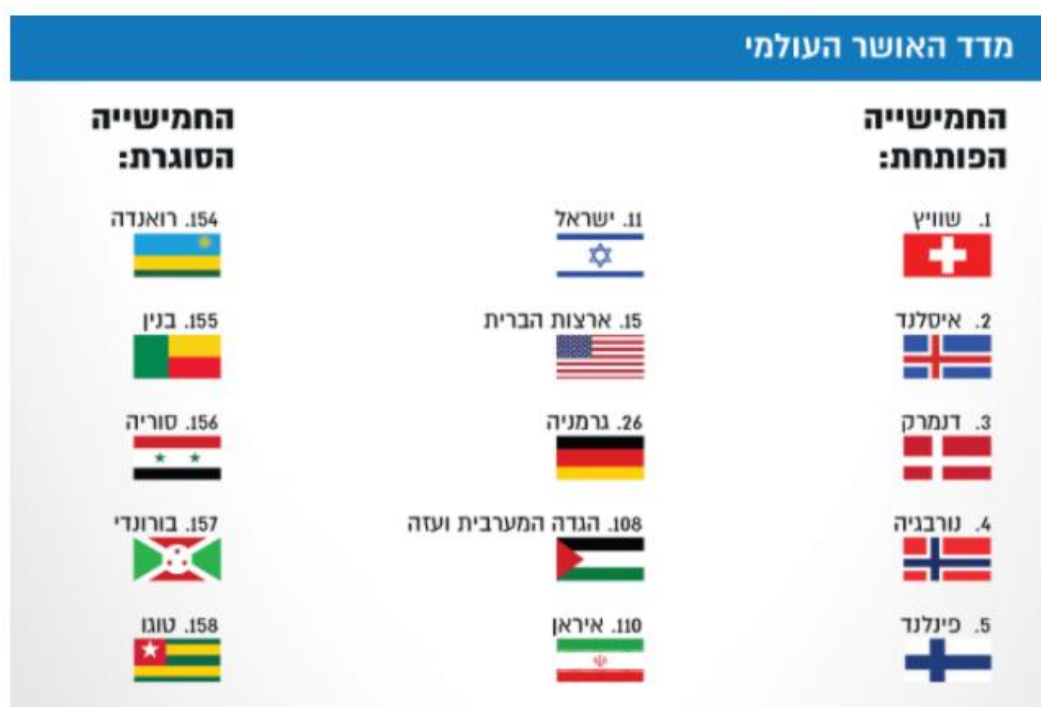 מדד האושר העולמי
החמישייה
הפותחת:
1. שוויץ
2. איסלנד
3. דנמרק
4. נורבגיה
5. פינלנד
11. ישראל
15. ארצות הברית
26. גרמניה
108. הגדה המערבית ועזה
110. איראן
החמישייה
הסוגרת:
154. רואנדה
155. בנין
156. סוריה
157. בורונדי
158. טוגו